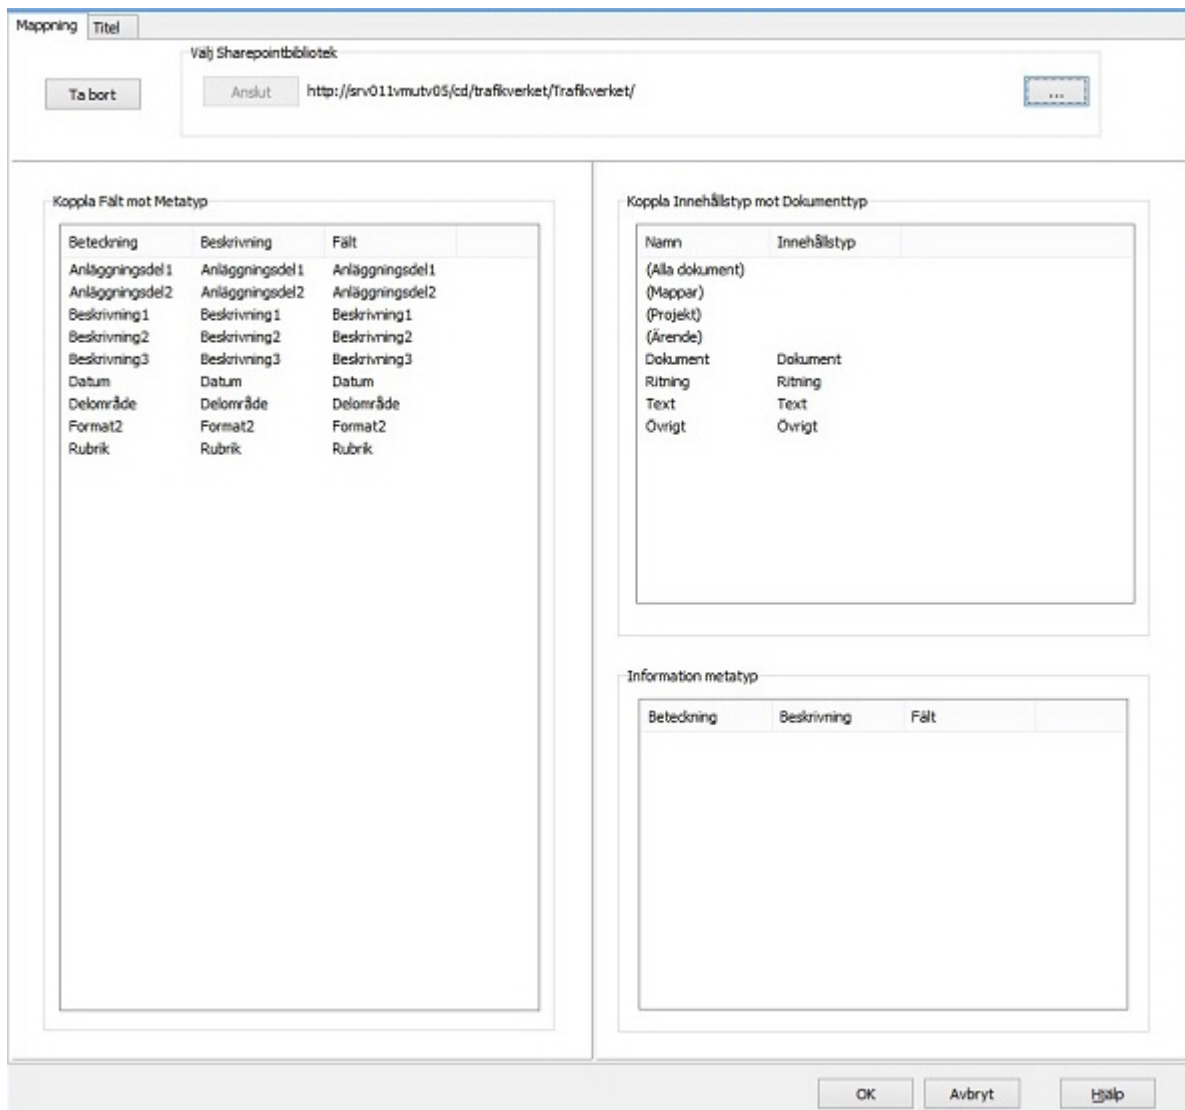 Mappning Titel
Välj Sharepointbibliotek
Ta bort Anslut http://srv011vmutv05/cd/trafikverket/Trafikverket/ ...
Koppla Fält mot Metatyp
Beteckning Beskrivning Fält
Anläggningsdel1 Anläggningsdel1 Anläggningsdel1
Anläggningsdel2 Anläggningsdel2 Anläggningsdel2
Beskrivning1 Beskrivning1 Beskrivning1
Beskrivning2 Beskrivning2 Beskrivning2
Beskrivning3 Beskrivning3 Beskrivning3
Datum Datum Datum
Delområde Delområde Delområde
Format2 Format2 Format2
Rubrik Rubrik Rubrik
Koppla Innehållstyp mot Dokumenttyp
Namn Innehållstyp
(Alla dokument)
(Mappar)
(Projekt)
(Ärende)
Dokument Dokument
Ritning Ritning
Text Text
Övrigt Övrigt
Information metatyp
Beteckning Beskrivning Fält
OK Avbryt Hjälp